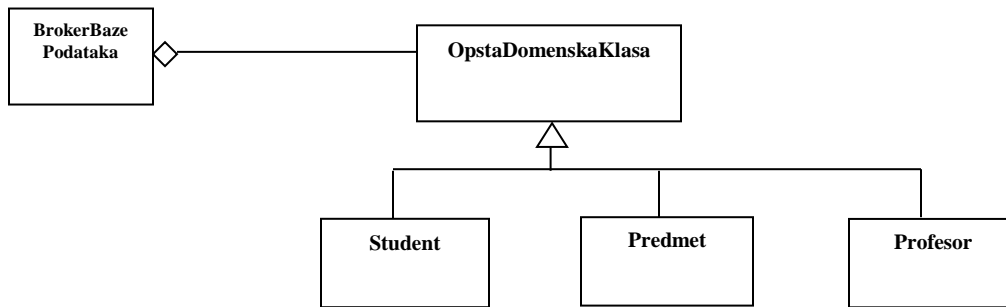 BrokerBaze
Podataka
OpstaDomenskaKlasa
Student
Predmet
Profesor